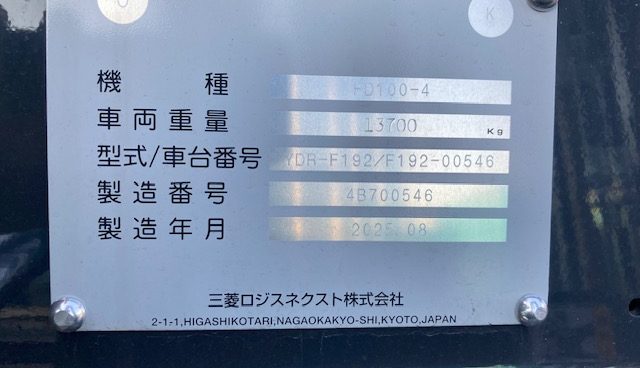 機種 FD100-4
車両重量 13700 Kg
型式/車台番号 YDR-F192/F192-00546
製造番号 4B700546
製造年月 2025.08
三菱ロジスネクスト株式会社
2-1-1,HIGASHIKOTARI,NAGAOKAKYO-SHI,KYOTO,JAPAN